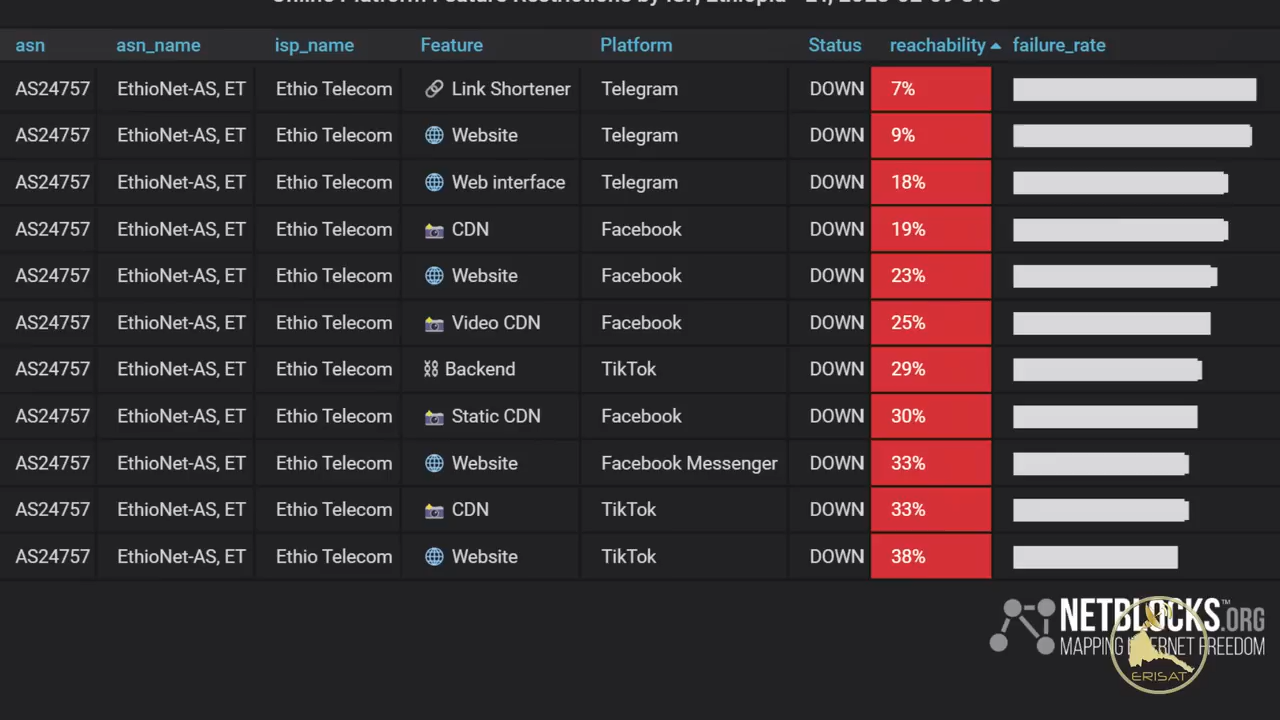 asn asn_name isp_name Feature Platform Status reachability failure_rate
AS24757 EthioNet-AS, ET Ethio Telecom Link Shortener Telegram DOWN 7%
AS24757 EthioNet-AS, ET Ethio Telecom Website Telegram DOWN 9%
AS24757 EthioNet-AS, ET Ethio Telecom Web interface Telegram DOWN 18%
AS24757 EthioNet-AS, ET Ethio Telecom CDN Facebook DOWN 19%
AS24757 EthioNet-AS, ET Ethio Telecom Website Facebook DOWN 23%
AS24757 EthioNet-AS, ET Ethio Telecom Video CDN Facebook DOWN 25%
AS24757 EthioNet-AS, ET Ethio Telecom Backend TikTok DOWN 29%
AS24757 EthioNet-AS, ET Ethio Telecom Static CDN Facebook DOWN 30%
AS24757 EthioNet-AS, ET Ethio Telecom Website Facebook Messenger DOWN 33%
AS24757 EthioNet-AS, ET Ethio Telecom CDN TikTok DOWN 33%
AS24757 EthioNet-AS, ET Ethio Telecom Website TikTok DOWN 38%
NETBLOCKS.ORG™
MAPPING INTERNET FREEDOM
ERISAT